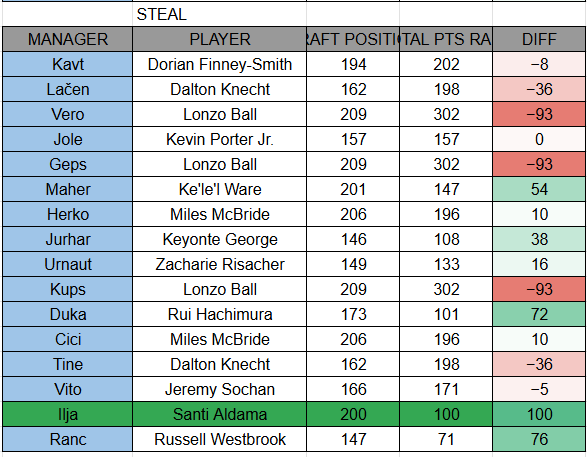 STEAL
MANAGER PLAYER RAFT POSITIO TAL PTS RA DIFF
Kavt Dorian Finney-Smith 194 202 −8
Lačen Dalton Knecht 162 198 −36
Vero Lonzo Ball 209 302 −93
Jole Kevin Porter Jr. 157 157 0
Geps Lonzo Ball 209 302 −93
Maher Ke'le'l Ware 201 147 54
Herko Miles McBride 206 196 10
Jurhar Keyonte George 146 108 38
Urnaut Zacharie Risacher 149 133 16
Kups Lonzo Ball 209 302 −93
Duka Rui Hachimura 173 101 72
Cici Miles McBride 206 196 10
Tine Dalton Knecht 162 198 −36
Vito Jeremy Sochan 166 171 −5
Ilja Santi Aldama 200 100 100
Ranc Russell Westbrook 147 71 76